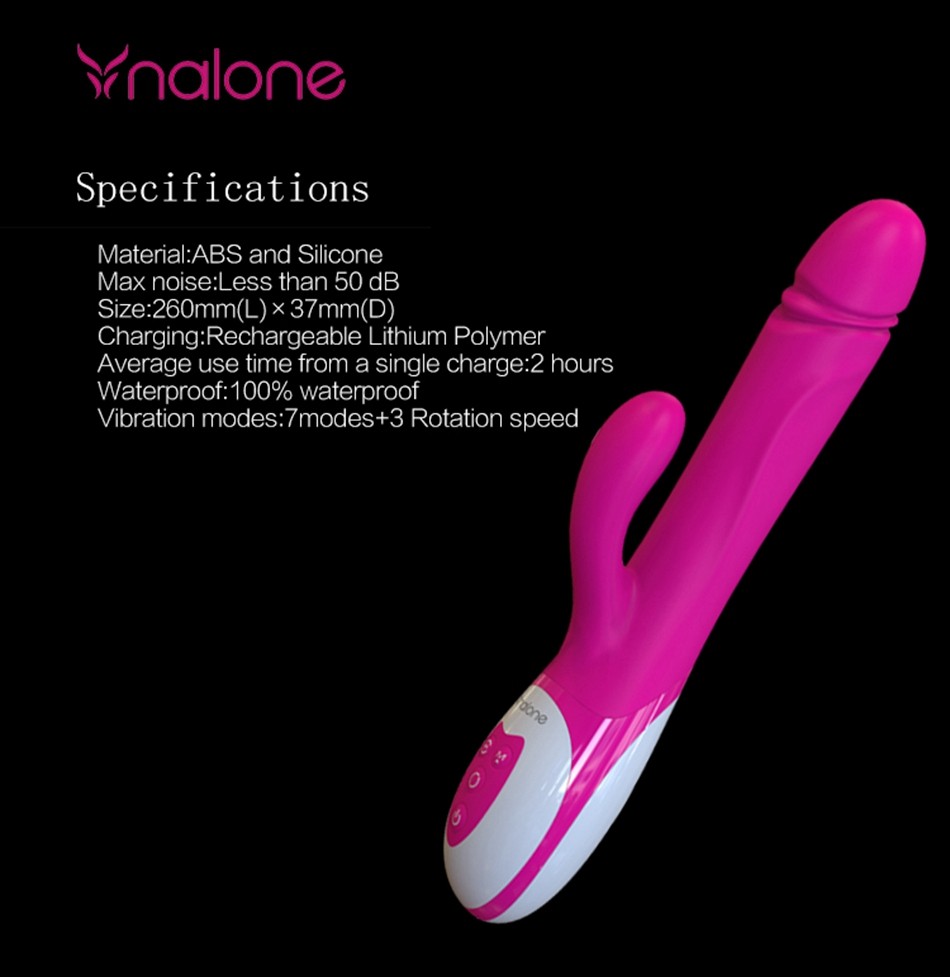 nalone
Specifications
Material:ABS and Silicone
Max noise:Less than 50 dB
Size:260mm(L)×37mm(D)
Charging:Rechargeable Lithium Polymer
Average use time from a single charge:2 hours
Waterproof:100% waterproof
Vibration modes:7modes+3 Rotation speed
nalone